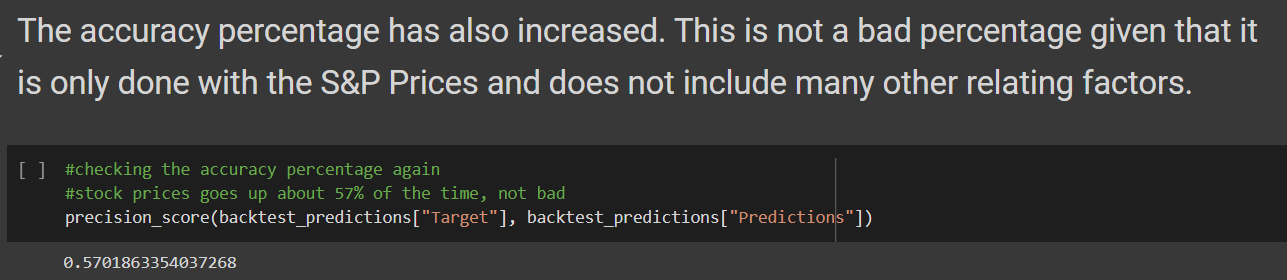 The accuracy percentage has also increased. This is not a bad percentage given that it
is only done with the S&P Prices and does not include many other relating factors.
[ ] #checking the accuracy percentage again
#stock prices goes up about 57% of the time, not bad
precision_score(backtest_predictions["Target"], backtest_predictions["Predictions"])
0.5701863354037268